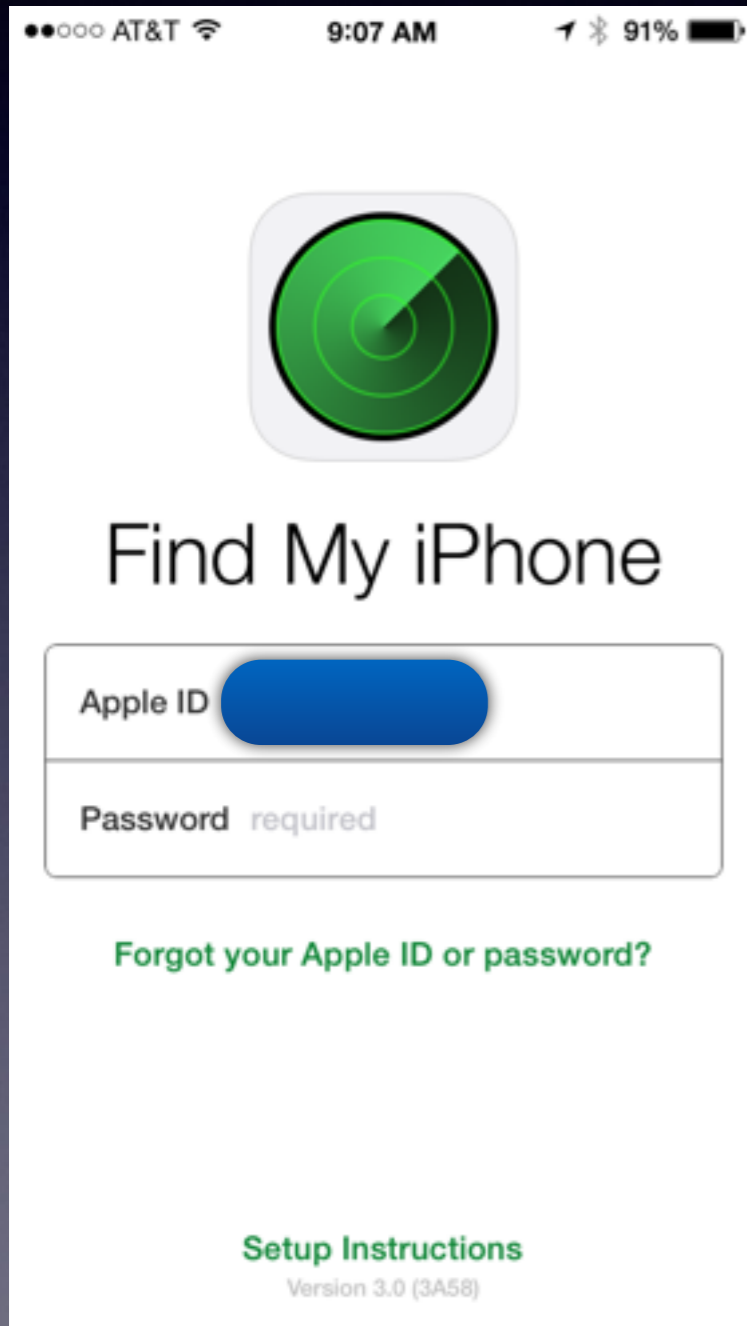 AT&T 9:07 AM 91%
Find My iPhone
Apple ID
Password required
Forgot your Apple ID or password?
Setup Instructions
Version 3.0 (3A58)